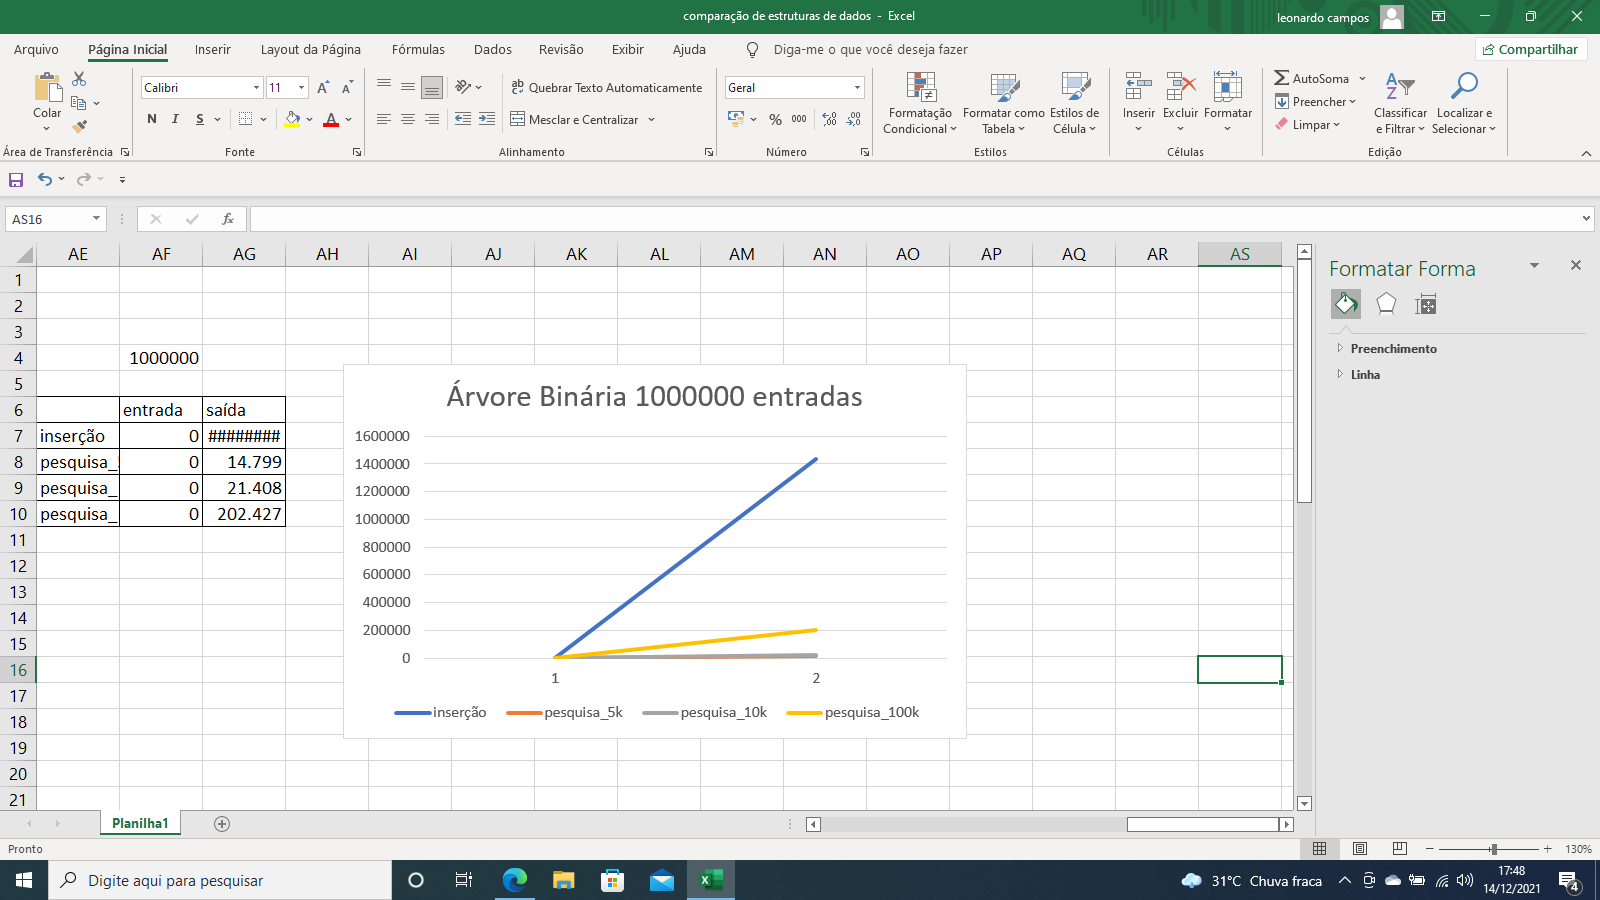 comparação de estruturas de dados - Excel
leonardo campos
Arquivo Página Inicial Inserir Layout da Página Fórmulas Dados Revisão Exibir Ajuda Diga-me o que você deseja fazer Compartilhar
Colar
Área de Transferência
Calibri 11
N I S
Fonte
Quebrar Texto Automaticamente
Mesclar e Centralizar
Alinhamento
Geral
% 000
Número
Formatação Condicional
Formatar como Tabela
Estilos de Célula
Estilos
Inserir Excluir Formatar
Células
AutoSoma
Preencher
Limpar
Classificar e Filtrar
Localizar e Selecionar
Edição
AS16
fx
AE AF AG AH AI AJ AK AL AM AN AO AP AQ AR AS
1
2
3
4 1000000
5
6 entrada saída
7 inserção 0 ########
8 pesquisa_ 0 14.799
9 pesquisa_ 0 21.408
10 pesquisa_ 0 202.427
11
12
13
14
15
16
17
18
19
20
21
Árvore Binária 1000000 entradas
1600000
1400000
1200000
1000000
800000
600000
400000
200000
0
1 2
inserção pesquisa_5k pesquisa_10k pesquisa_100k
Formatar Forma
Preenchimento
Linha
Planilha1
Pronto
130%
Digite aqui para pesquisar
31°C Chuva fraca
17:48
14/12/2021
4